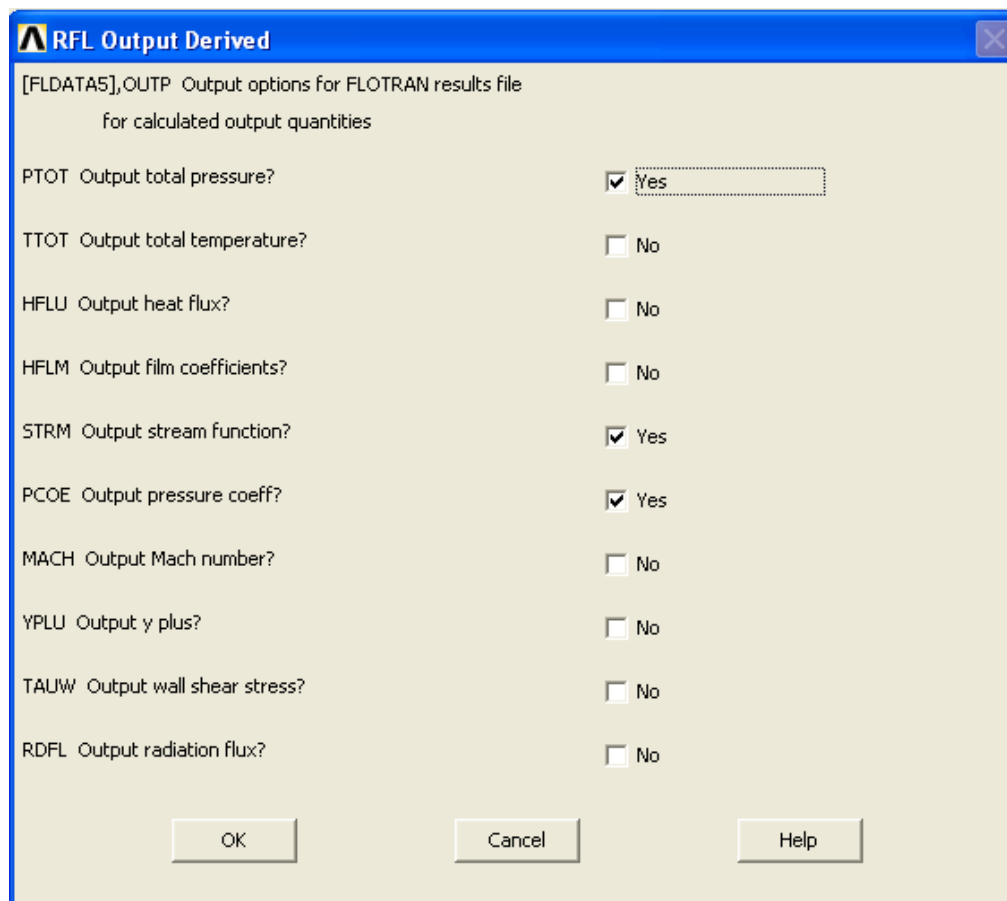 RFL Output Derived
[FLDATA5],OUTP Output options for FLOTRAN results file
for calculated output quantities
PTOT Output total pressure? Yes
TTOT Output total temperature? No
HFLU Output heat flux? No
HFLM Output film coefficients? No
STRM Output stream function? Yes
PCOE Output pressure coeff? Yes
MACH Output Mach number? No
YPLU Output y plus? No
TAUW Output wall shear stress? No
RDFL Output radiation flux? No
OK Cancel Help